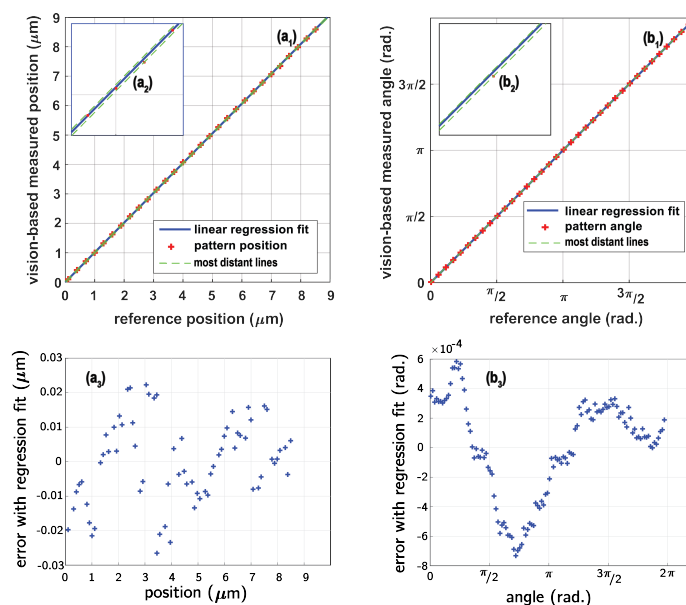 vision-based measured position (μm)
9
8
7
6
5
4
3
2
1
0
(a1)
(a2)
linear regression fit
pattern position
most distant lines
0 1 2 3 4 5 6 7 8 9
reference position (μm)
vision-based measured angle (rad.)
3π/2
π
π/2
0
(b1)
(b2)
linear regression fit
pattern angle
most distant lines
0 π/2 π 3π/2
reference angle (rad.)
error with regression fit (μm)
0.03
0.02
0.01
0
-0.01
-0.02
-0.03
(a3)
0 1 2 3 4 5 6 7 8 9
position (μm)
error with regression fit (rad.)
×10⁻⁴
6
4
2
0
-2
-4
-6
-8
(b3)
0 π/2 π 3π/2 2π
angle (rad.)